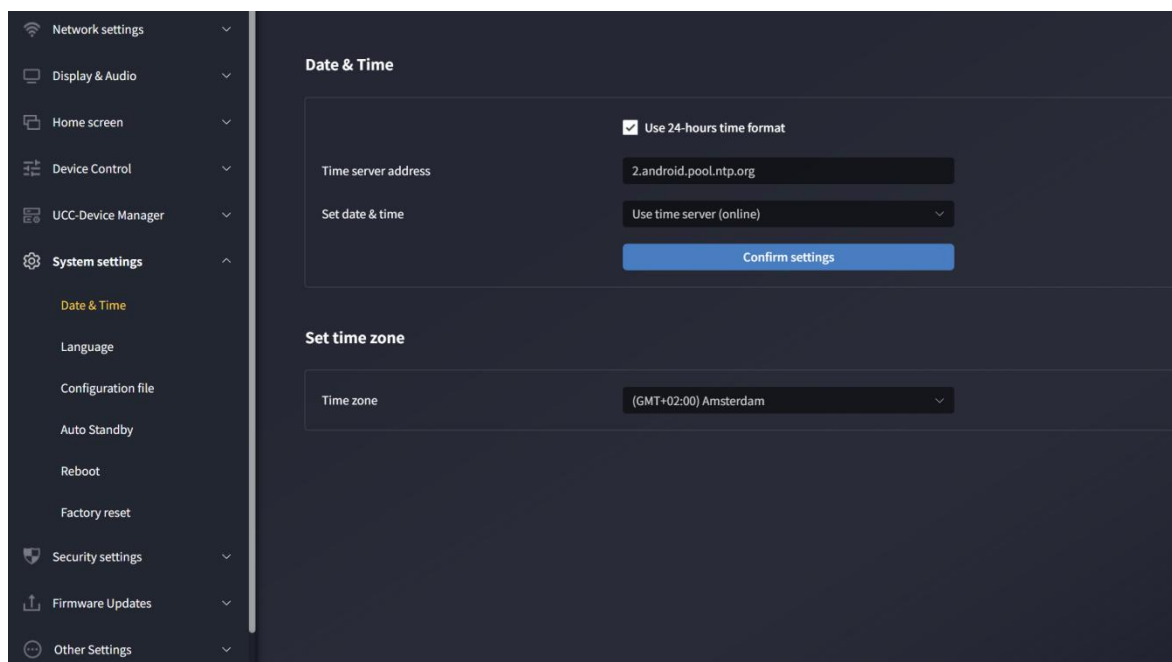 Network settings
Display & Audio
Home screen
Device Control
UCC-Device Manager
System settings
Date & Time
Language
Configuration file
Auto Standby
Reboot
Factory reset
Security settings
Firmware Updates
Other Settings
Date & Time
Use 24-hours time format
Time server address
2.android.pool.ntp.org
Set date & time
Use time server (online)
Confirm settings
Set time zone
Time zone
(GMT+02:00) Amsterdam